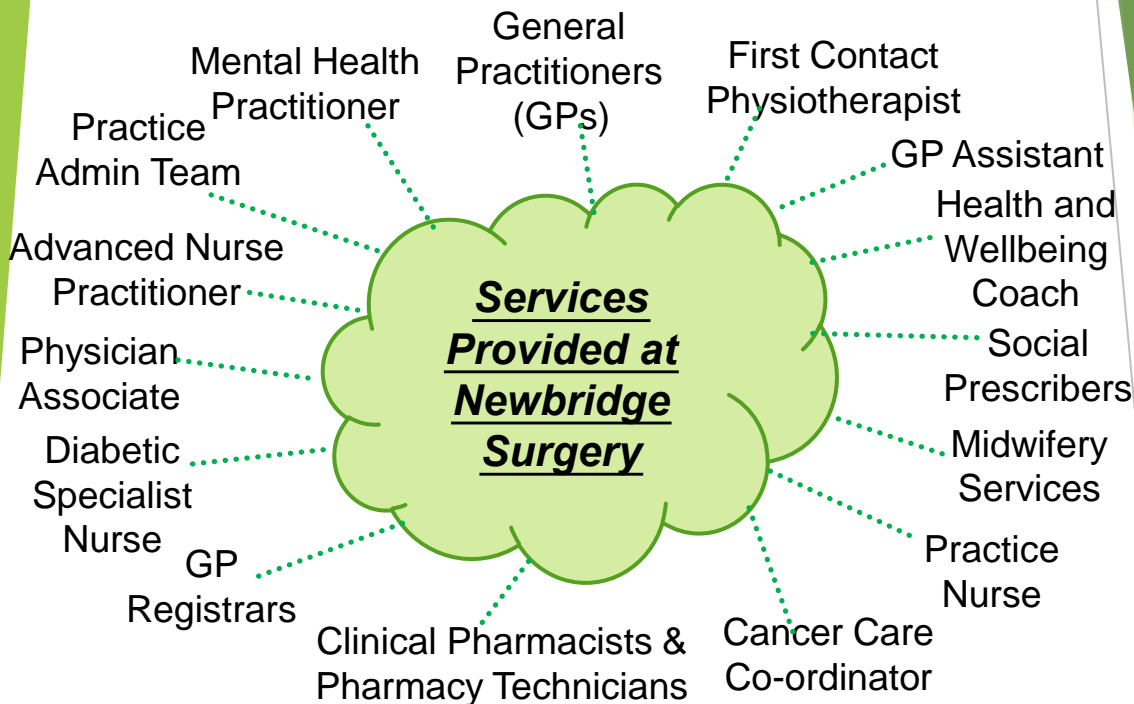 General
Practitioners
(GPs)
Mental Health
Practitioner
First Contact
Physiotherapist
Practice
Admin Team
GP Assistant
Health and
Wellbeing
Coach
Advanced Nurse
Practitioner
Services
Provided at
Newbridge
Surgery
Social
Prescribers
Physician
Associate
Midwifery
Services
Diabetic
Specialist
Nurse
Practice
Nurse
GP
Registrars
Clinical Pharmacists &
Pharmacy Technicians
Cancer Care
Co-ordinator